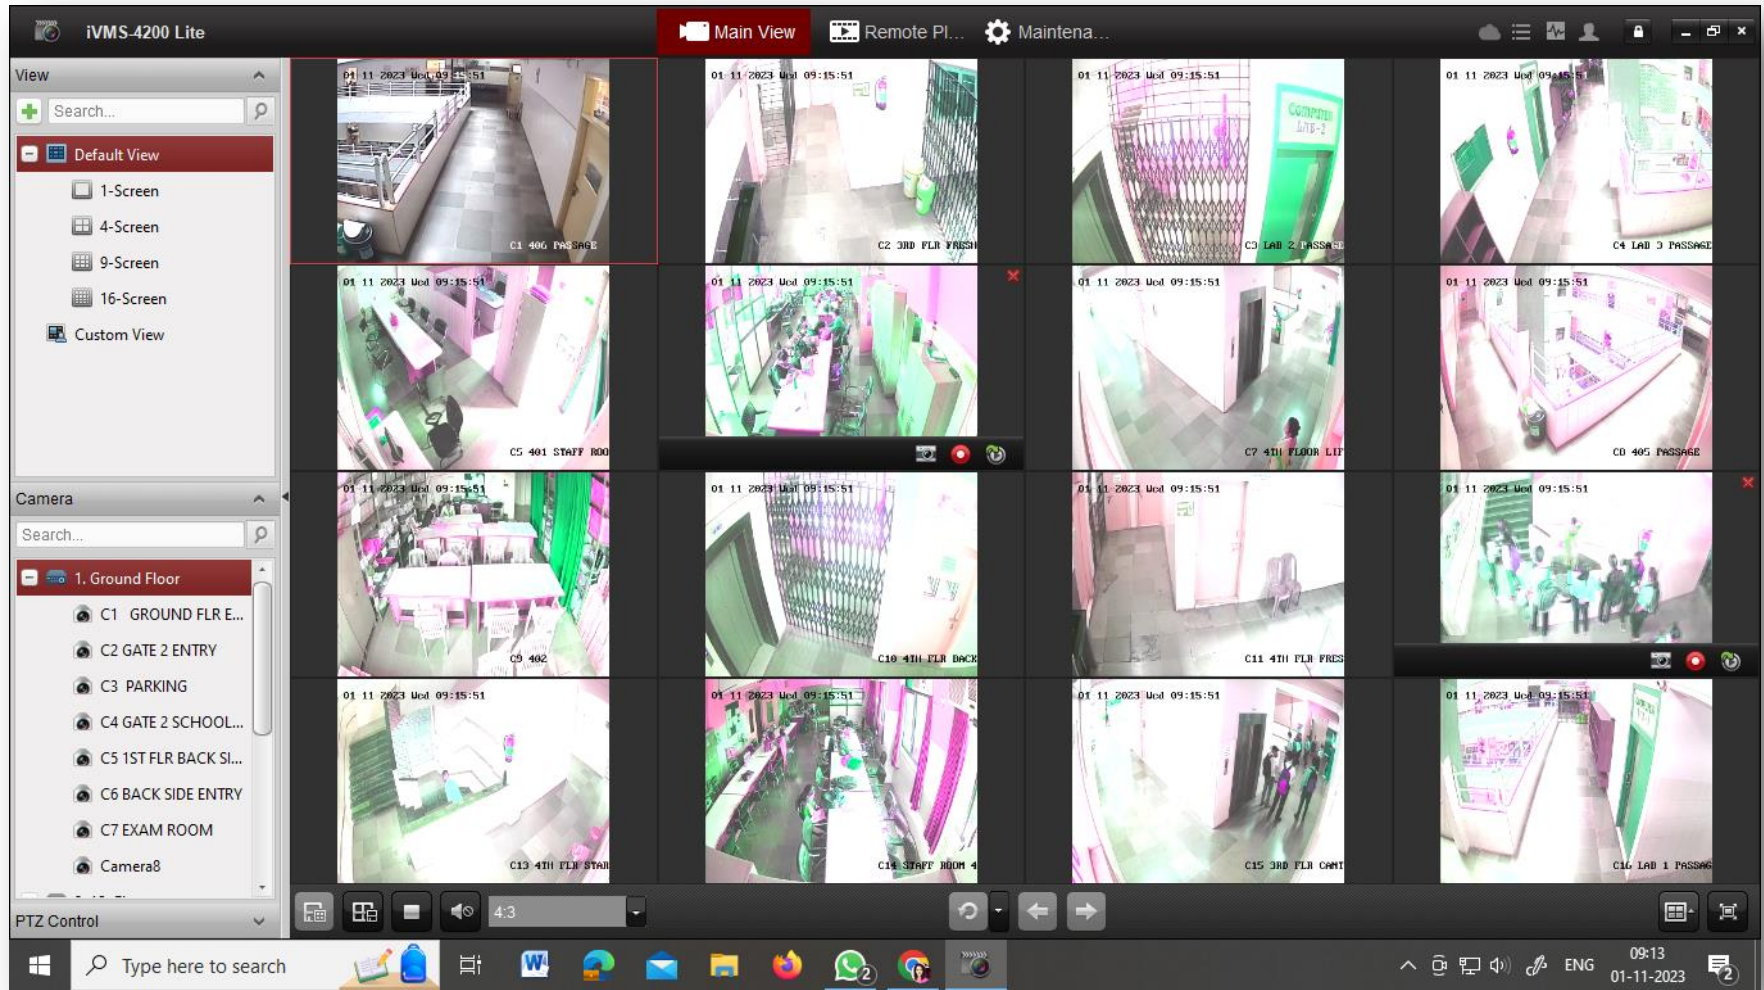 iVMS-4200 Lite
Main View
Remote Pl...
Maintena...
View
Search...
Default View
1-Screen
4-Screen
9-Screen
16-Screen
Custom View
Camera
Search...
1. Ground Floor
C1 GROUND FLR E...
C2 GATE 2 ENTRY
C3 PARKING
C4 GATE 2 SCHOOL...
C5 1ST FLR BACK SI...
C6 BACK SIDE ENTRY
C7 EXAM ROOM
Camera8
PTZ Control
01-11-2023 Wed 09:15:51
C1 406 PASSAGE
01-11-2023 Wed 09:15:51
C2 3RD FLR FRESH
01-11-2023 Wed 09:15:51
COMPUTER
LAB-2
C3 LAB 2 PASSAGE
01-11-2023 Wed 09:15:51
C4 LAB 3 PASSAGE
01-11-2023 Wed 09:15:51
C5 401 STAFF ROO
01-11-2023 Wed 09:15:51
01-11-2023 Wed 09:15:51
C7 4TH FLOOR LIF
01-11-2023 Wed 09:15:51
405 PASSAGE
01-11-2023 Wed 09:15:51
C9 402
01-11-2023 Wed 09:15:51
C10 4TH FLR BACK
01-11-2023 Wed 09:15:51
C11 4TH FLR FRES
01-11-2023 Wed 09:15:51
01-11-2023 Wed 09:15:51
C13 4TH FLR STAR
01-11-2023 Wed 09:15:51
C14 STAFF ROOM 4
01-11-2023 Wed 09:15:51
C15 3RD FLR CANT
01-11-2023 Wed 09:15:51
C16 LAB 1 PASSAG
4:3
Type here to search
2
ENG
09:13
01-11-2023
2